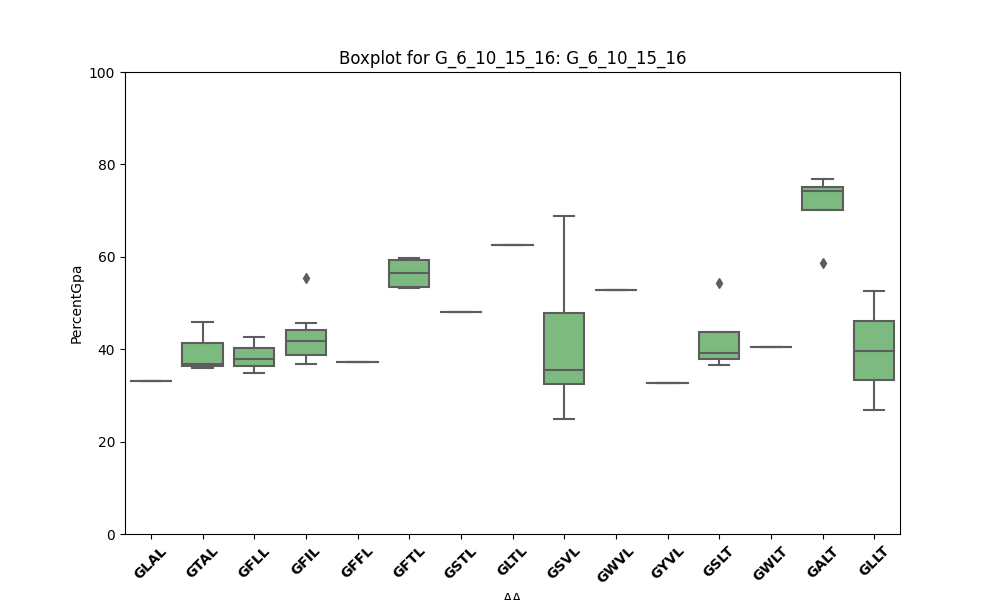 Boxplot for G_6_10_15_16: G_6_10_15_16
100
80
60
40
20
0
PercentGpa
GLAL
GTAL
GFLL
GFIL
GFFL
GFTL
GSTL
GLTL
GSVL
GWVL
GYVL
GSLT
GWLT
GALT
GLLT
AA